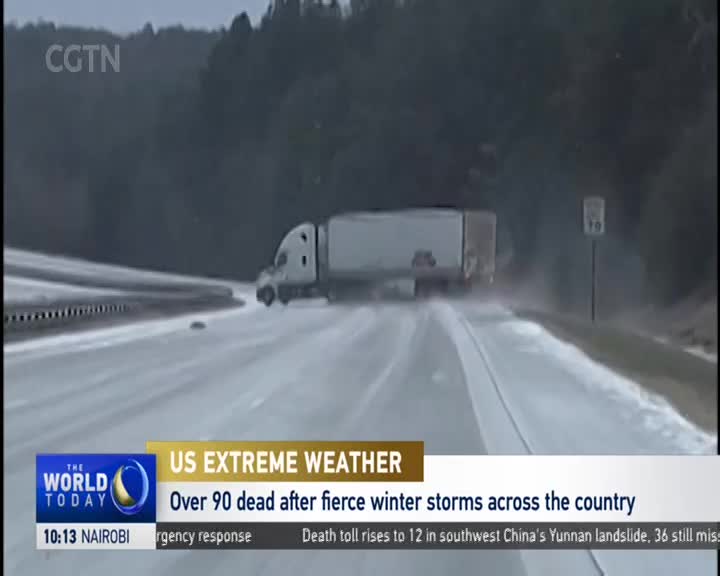 CGTN
70
US EXTREME WEATHER
THE WORLD TODAY
Over 90 dead after fierce winter storms across the country
10:13 NAIROBI
rgency response Death toll rises to 12 in southwest China's Yunnan landslide, 36 still miss